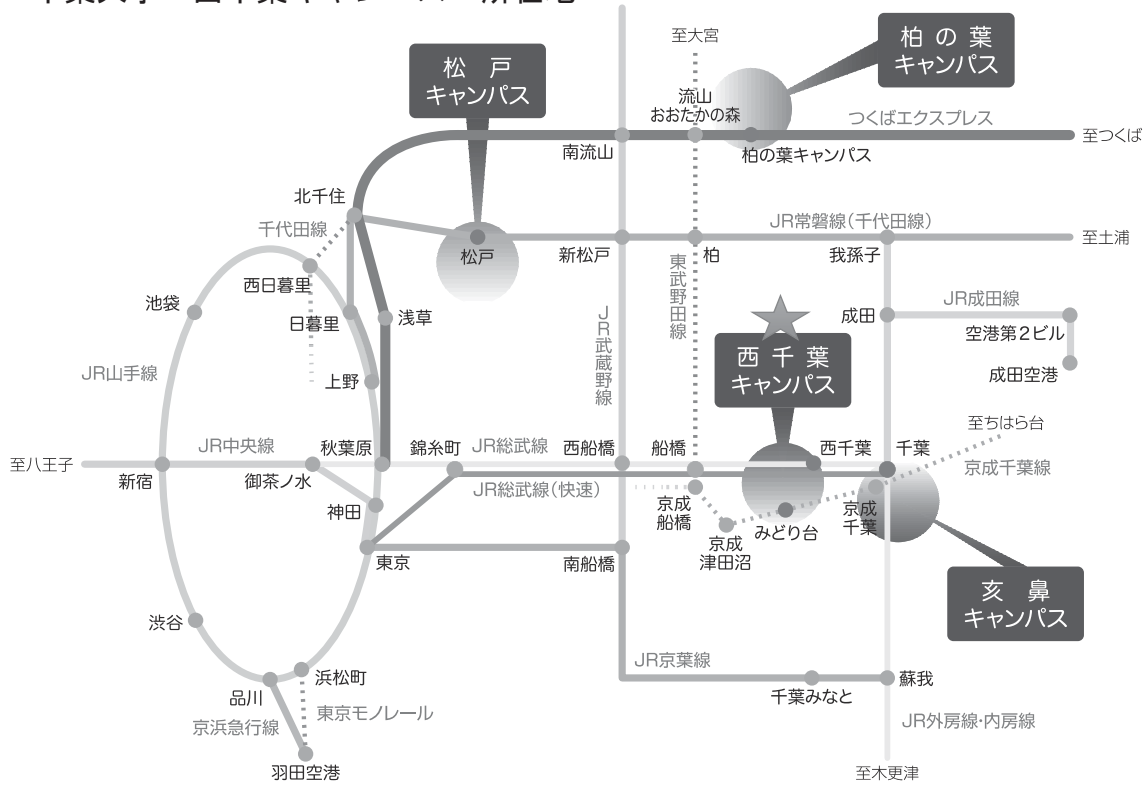 至大宮
柏の葉
キャンパス
松戸
キャンパス
流山
おおたかの森
つくばエクスプレス
至つくば
南流山
柏の葉キャンパス
北千住
千代田線
JR常磐線(千代田線)
至土浦
松戸
新松戸
柏
我孫子
西日暮里
東武野田線
池袋
日暮里
浅草
JR武蔵野線
成田
JR成田線
空港第2ビル
成田空港
西千葉
キャンパス
JR山手線
上野
至ちはら台
至八王子
JR中央線
秋葉原
錦糸町
JR総武線
西船橋
船橋
西千葉
千葉
京成千葉線
新宿
御茶ノ水
JR総武線(快速)
神田
京成
船橋
京成
津田沼
みどり台
京成
千葉
東京
南船橋
亥鼻
キャンパス
渋谷
JR京葉線
浜松町
千葉みなと
蘇我
品川
京浜急行線
東京モノレール
JR外房線・内房線
羽田空港
至木更津